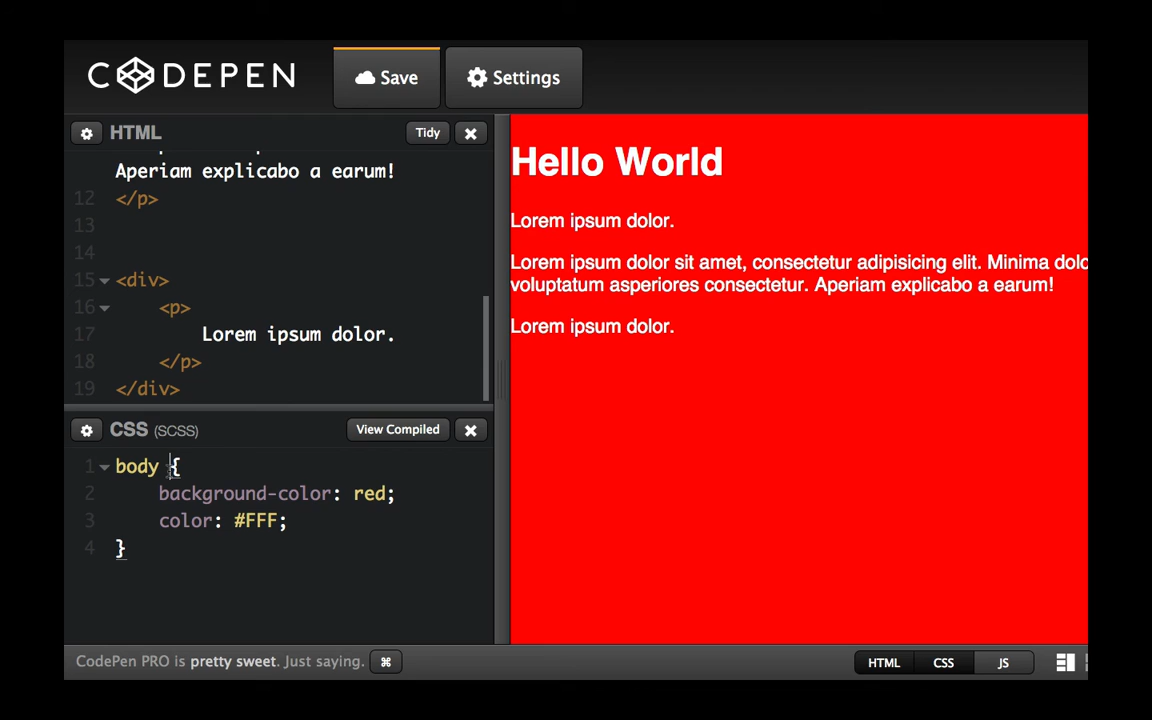 CODEPEN
Save
Settings
HTML
Tidy
Aperiam explicabo a earum!
12 </p>
13
14
15 <div>
16 <p>
17 Lorem ipsum dolor.
18 </p>
19 </div>
CSS (SCSS)
View Compiled
1 body {
2 background-color: red;
3 color: #FFF;
4 }
Hello World
Lorem ipsum dolor.
Lorem ipsum dolor sit amet, consectetur adipisicing elit. Minima
voluptatum asperiores consectetur. Aperiam explicabo a earum!
Lorem ipsum dolor.
CodePen PRO is pretty sweet. Just saying. ⌘
HTML
CSS
JS